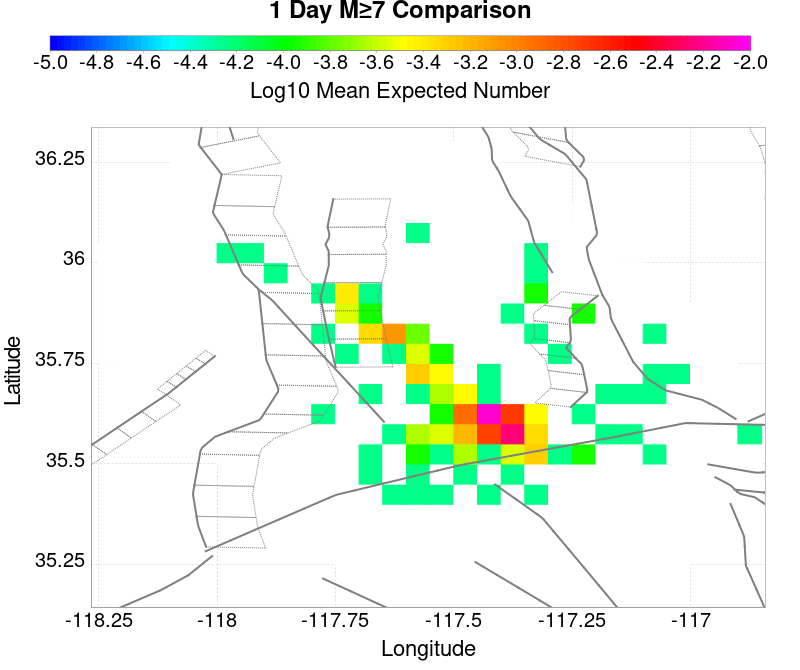 1 Day M≥7 Comparison
-5.0 -4.8 -4.6 -4.4 -4.2 -4.0 -3.8 -3.6 -3.4 -3.2 -3.0 -2.8 -2.6 -2.4 -2.2 -2.0
Log10 Mean Expected Number
36.25
36
35.75
35.5
35.25
Latitude
-118.25 -118 -117.75 -117.5 -117.25 -117
Longitude